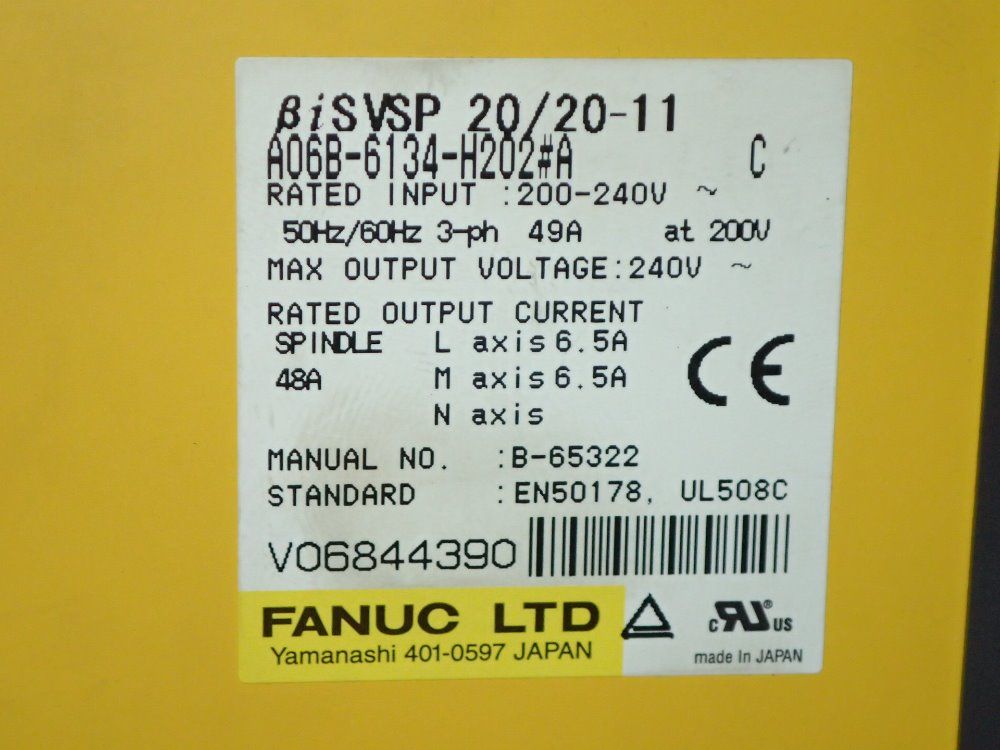 βiSVSP 20/20-11
A06B-6134-H202#A C
RATED INPUT :200-240V ~
50Hz/60Hz 3-ph 49A at 200V
MAX OUTPUT VOLTAGE:240V ~
RATED OUTPUT CURRENT
SPINDLE L axis 6.5A
48A M axis 6.5A
N axis
CE
MANUAL NO. :B-65322
STANDARD :EN50178, UL508C
V06844390
FANUC LTD
Yamanashi 401-0597 JAPAN
c RU ® US
made in JAPAN